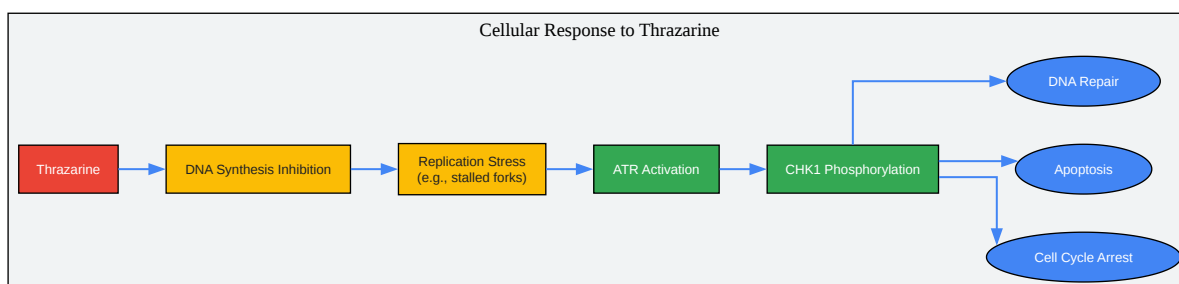 Cellular Response to Thrazarine
DNA Repair
Thrazarine
DNA Synthesis Inhibition
Replication Stress
(e.g., stalled forks)
ATR Activation
CHK1 Phosphorylation
Apoptosis
Cell Cycle Arrest